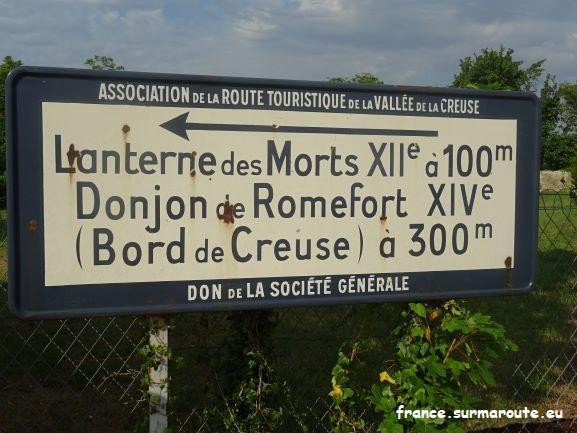 ASSOCIATION DE LA ROUTE TOURISTIQUE DE LA VALLÉE DE LA CREUSE
Lanterne des Morts XIIe à 100m
Donjon de Romefort XIVe
(Bord de Creuse) à 300m
DON DE LA SOCIÉTÉ GÉNÉRALE
france.surmaroute.eu